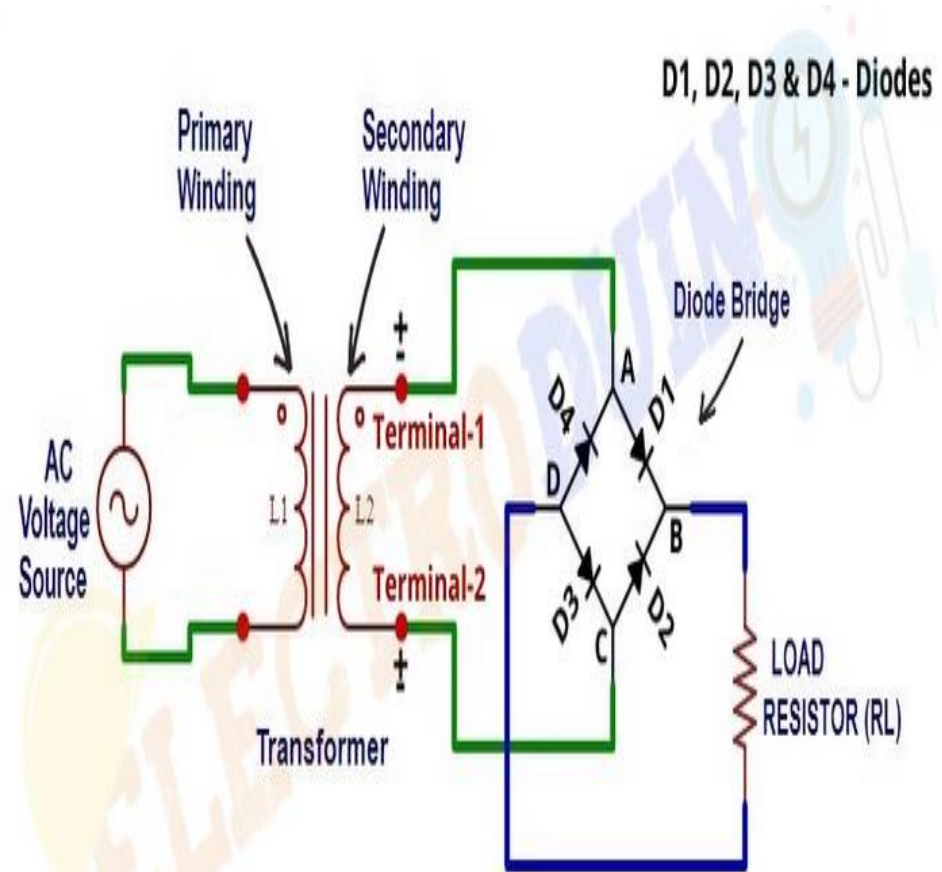 D1, D2, D3 & D4 - Diodes
Primary
Winding
Secondary
Winding
Diode Bridge
+
-
A
D4
D1
Terminal-1
AC
Voltage
Source
L1
L2
D
B
Terminal-2
D3
D2
C
+
-
LOAD
RESISTOR (RL)
Transformer
ELECTRODUINO